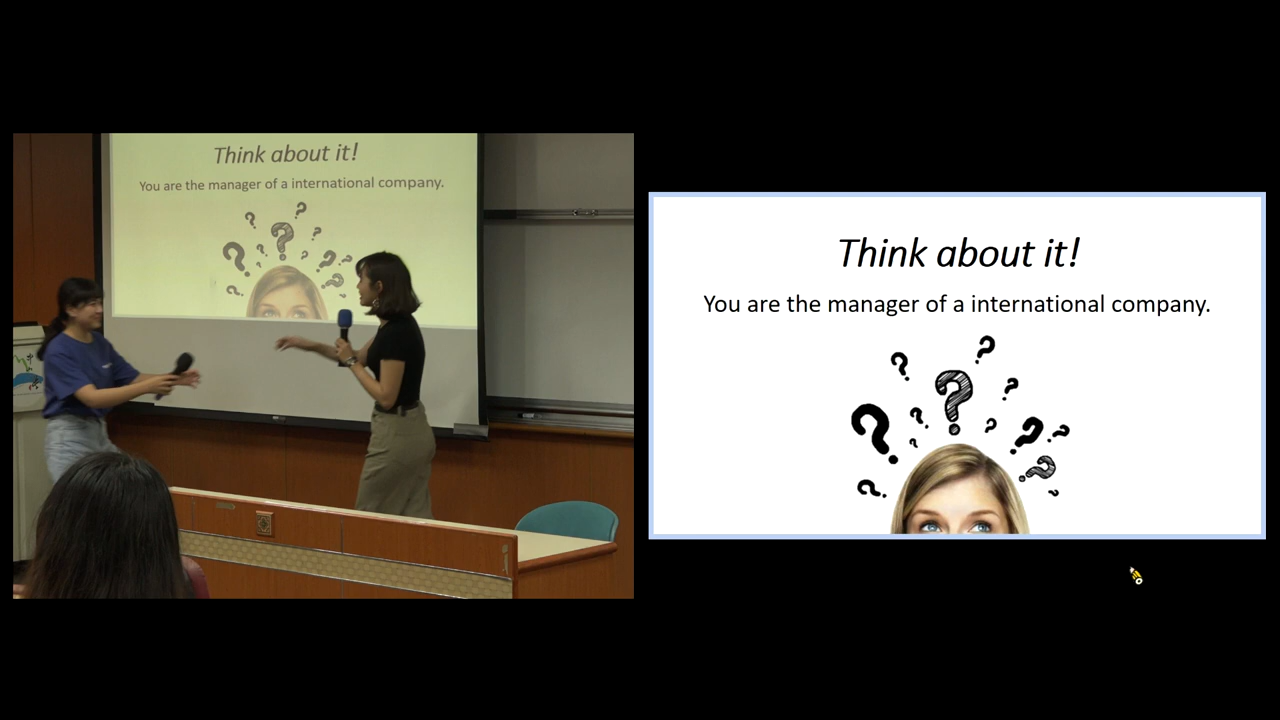 Think about it!
You are the manager of a international company.
Think about it!
You are the manager of a international company.